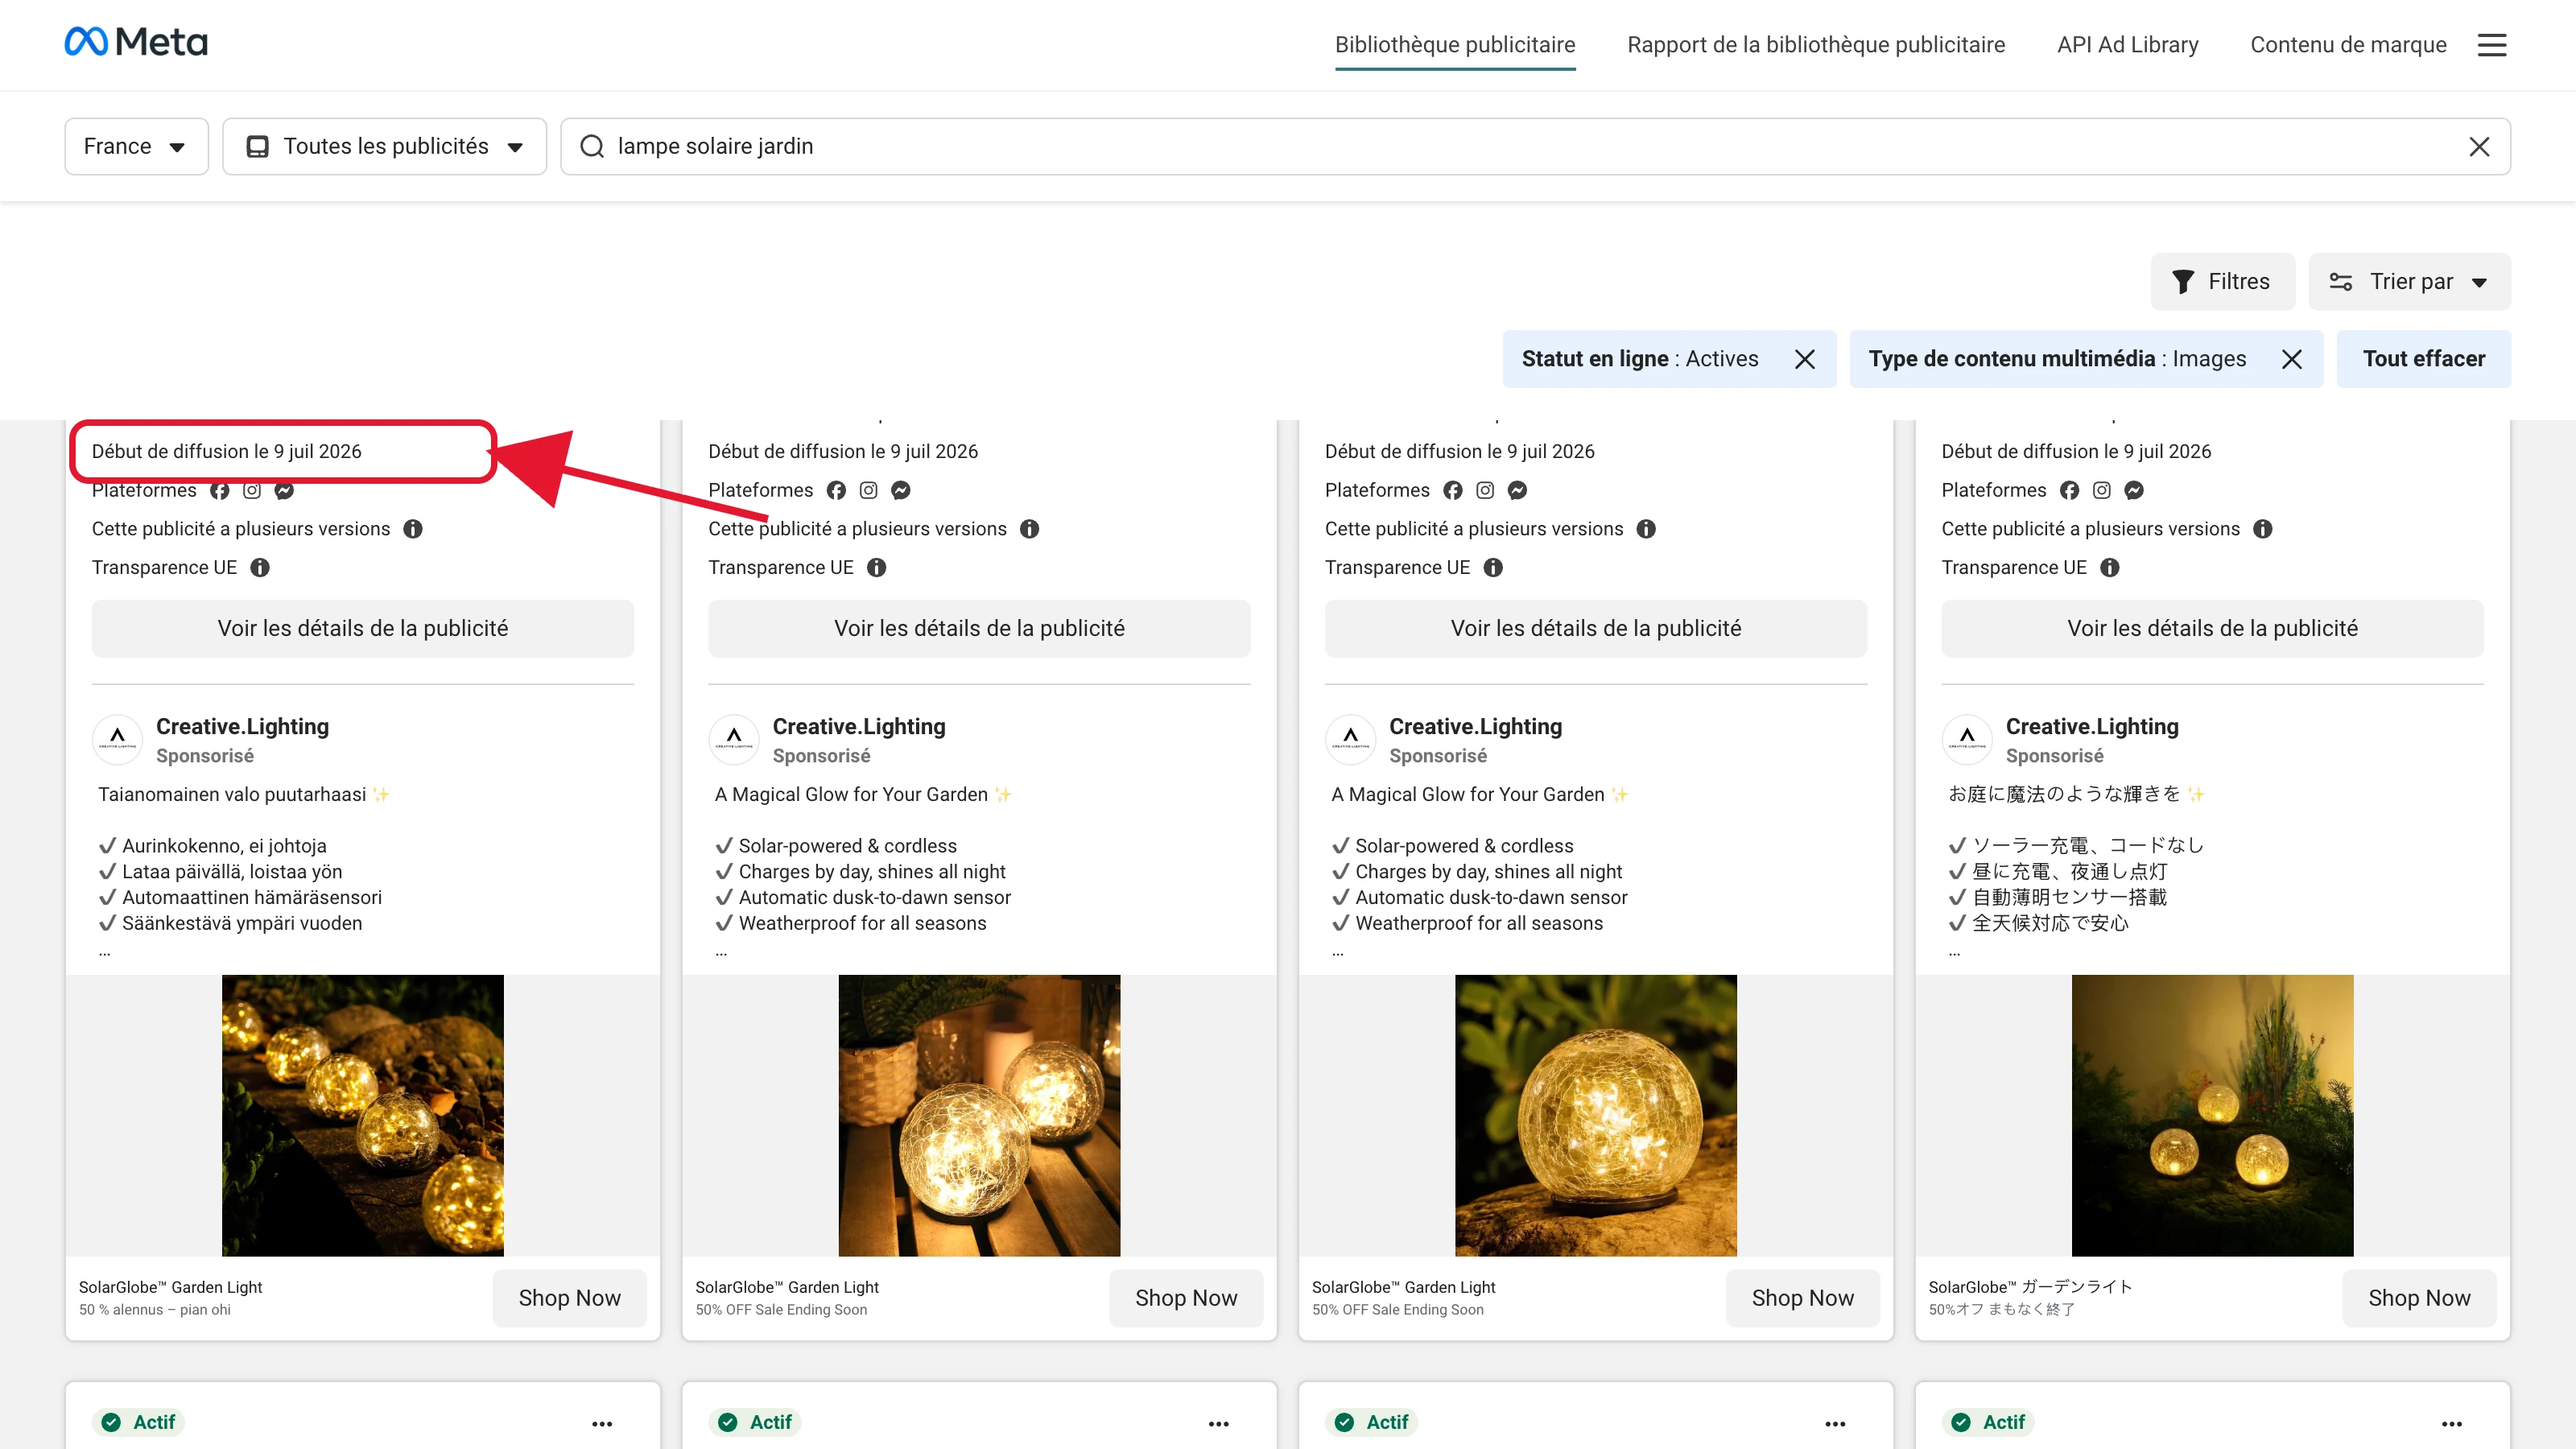 Meta
Bibliothèque publicitaire
Rapport de la bibliothèque publicitaire
API Ad Library
Contenu de marque
France
Toutes les publicités
lampe solaire jardin
Filtres
Trier par
Statut en ligne : Actives
Type de contenu multimédia : Images
Tout effacer
Début de diffusion le 9 juil 2026
Plateformes
Cette publicité a plusieurs versions
Transparence UE
Voir les détails de la publicité
Creative.Lighting
Sponsorisé
Taianomainen valo puutarhaasi ✨
✓ Aurinkokenno, ei johtoja
✓ Lataa päivällä, loistaa yön
✓ Automaattinen hämäräsensori
✓ Säänkestävä ympäri vuoden
...
SolarGlobe™ Garden Light
50 % alennus – pian ohi
Shop Now
Début de diffusion le 9 juil 2026
Plateformes
Cette publicité a plusieurs versions
Transparence UE
Voir les détails de la publicité
Creative.Lighting
Sponsorisé
A Magical Glow for Your Garden ✨
✓ Solar-powered & cordless
✓ Charges by day, shines all night
✓ Automatic dusk-to-dawn sensor
✓ Weatherproof for all seasons
...
SolarGlobe™ Garden Light
50% OFF Sale Ending Soon
Shop Now
Début de diffusion le 9 juil 2026
Plateformes
Cette publicité a plusieurs versions
Transparence UE
Voir les détails de la publicité
Creative.Lighting
Sponsorisé
A Magical Glow for Your Garden ✨
✓ Solar-powered & cordless
✓ Charges by day, shines all night
✓ Automatic dusk-to-dawn sensor
✓ Weatherproof for all seasons
...
SolarGlobe™ Garden Light
50% OFF Sale Ending Soon
Shop Now
Début de diffusion le 9 juil 2026
Plateformes
Cette publicité a plusieurs versions
Transparence UE
Voir les détails de la publicité
Creative.Lighting
Sponsorisé
お庭に魔法のような輝きを ✨
✓ ソーラー充電、コードなし
✓ 昼に充電、夜通し点灯
✓ 自動薄明センサー搭載
✓ 全天候対応で安心
...
SolarGlobe™ ガーデンライト
50%オフ まもなく終了
Shop Now
Actif
Actif
Actif
Actif